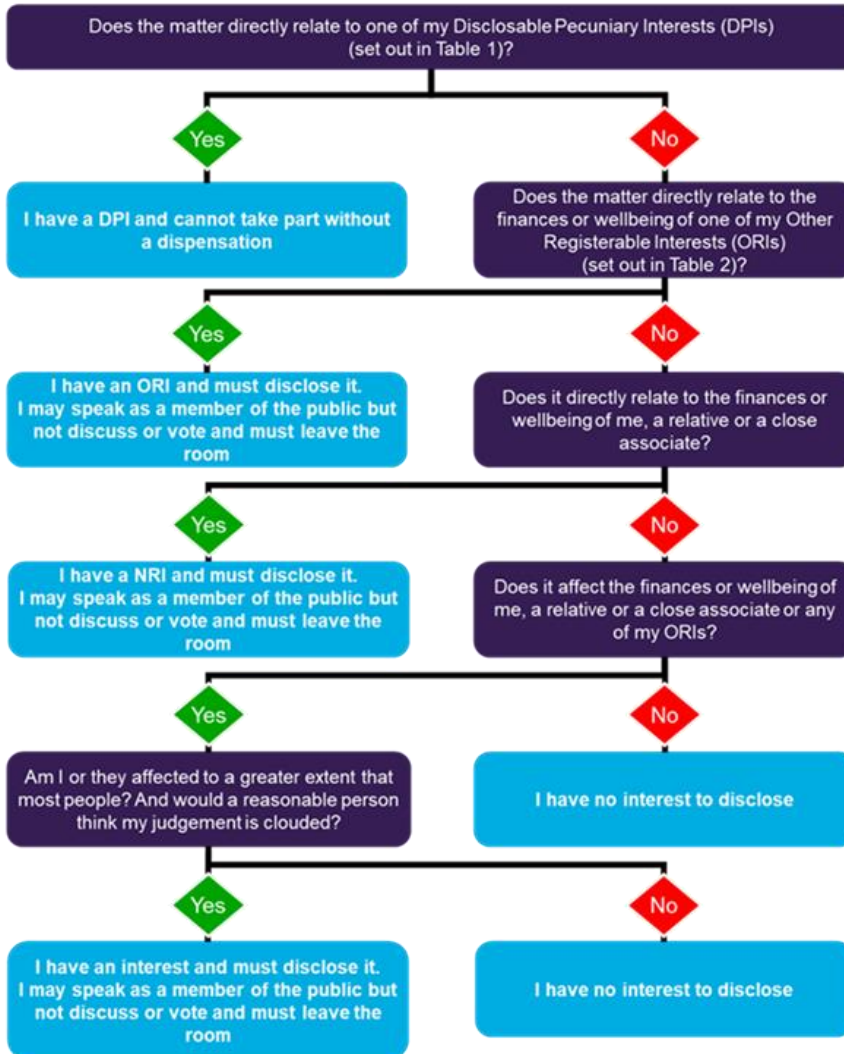 Does the matter directly relate to one of my Disclosable Pecuniary Interests (DPIs)
(set out in Table 1)?
Yes
No
I have a DPI and cannot take part without
a dispensation
Does the matter directly relate to the
finances or wellbeing of one of my Other
Registerable Interests (ORIs)
(set out in Table 2)?
Yes
No
I have an ORI and must disclose it.
I may speak as a member of the public but
not discuss or vote and must leave the
room
Does it directly relate to the finances or
wellbeing of me, a relative or a close
associate?
Yes
No
I have a NRI and must disclose it.
I may speak as a member of the public but
not discuss or vote and must leave the
room
Does it affect the finances or wellbeing of
me, a relative or a close associate or any
of my ORIs?
Yes
No
Am I or they affected to a greater extent that
most people? And would a reasonable person
think my judgement is clouded?
I have no interest to disclose
Yes
No
I have an interest and must disclose it.
I may speak as a member of the public but
not discuss or vote and must leave the
room
I have no interest to disclose